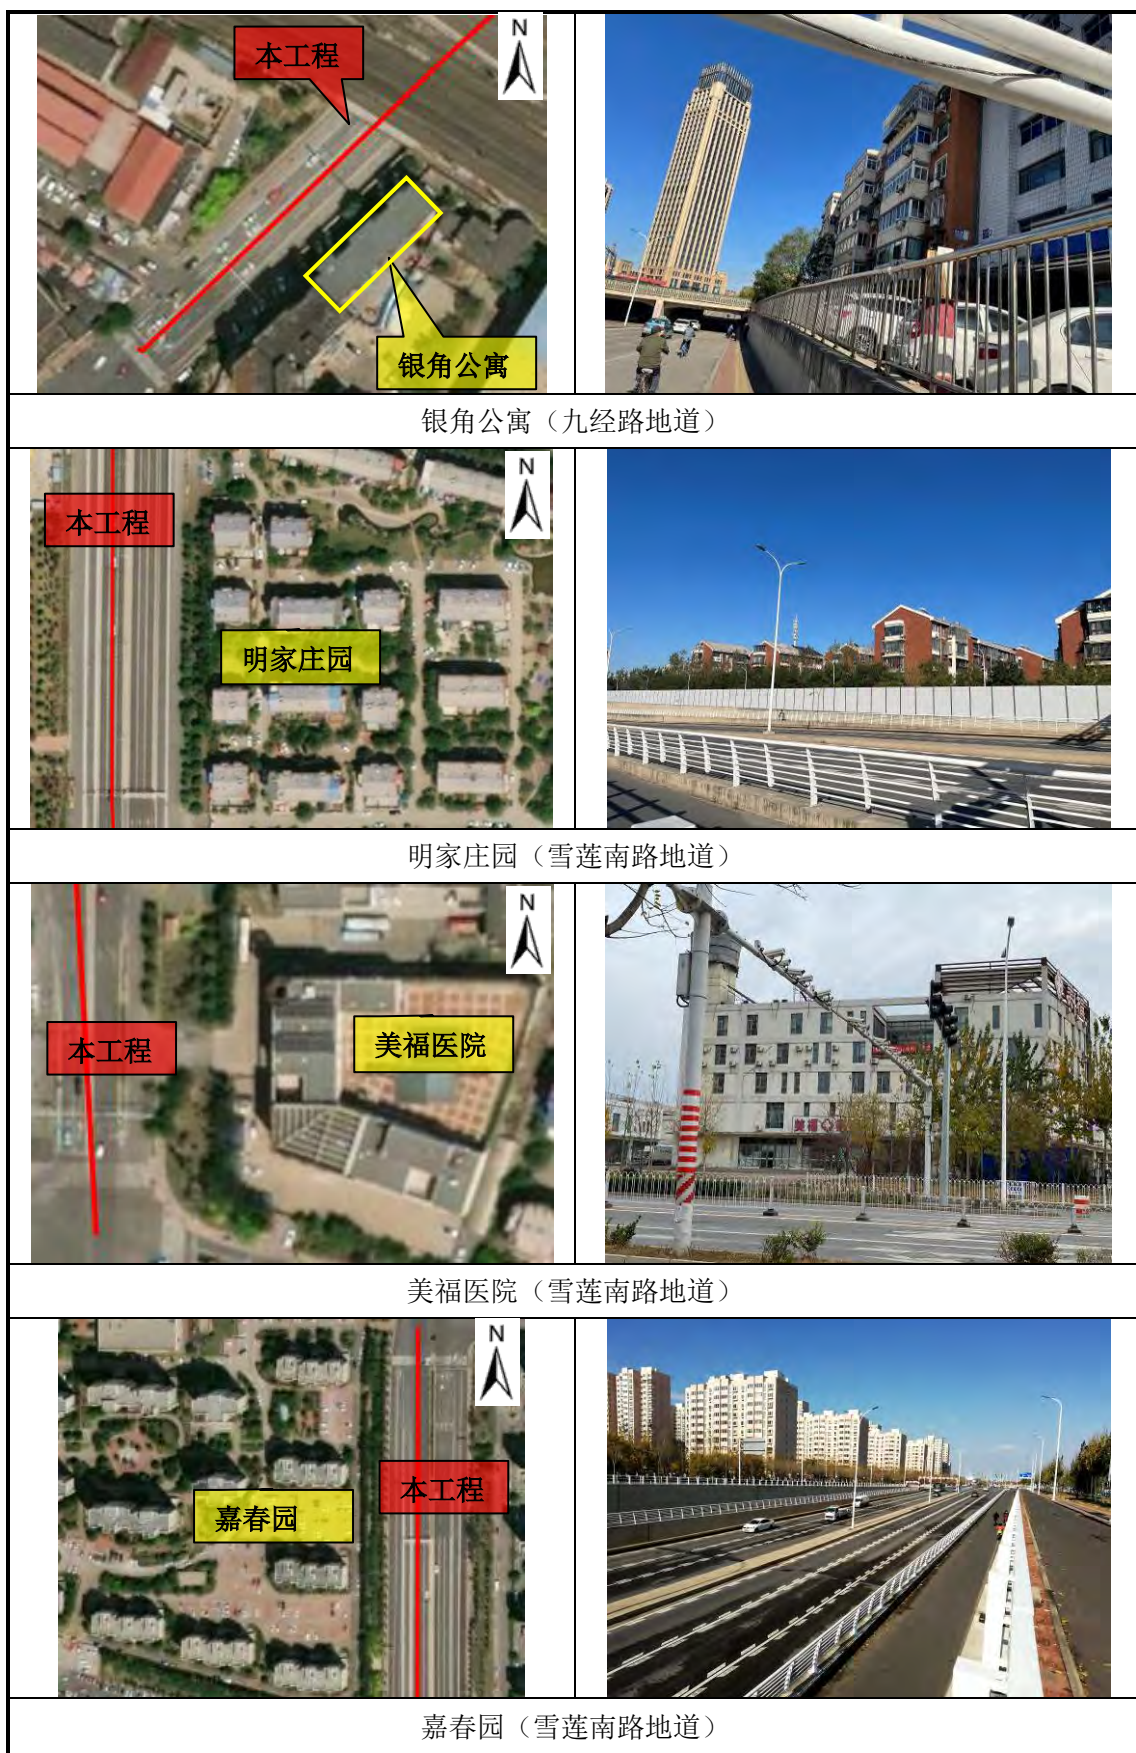 本工程
N
银角公寓
银角公寓（九经路地道）
N
本工程
明家庄园
明家庄园（雪莲南路地道）
N
本工程
美福医院
美福
美福医院（雪莲南路地道）
N
本工程
嘉春园
嘉春园（雪莲南路地道）